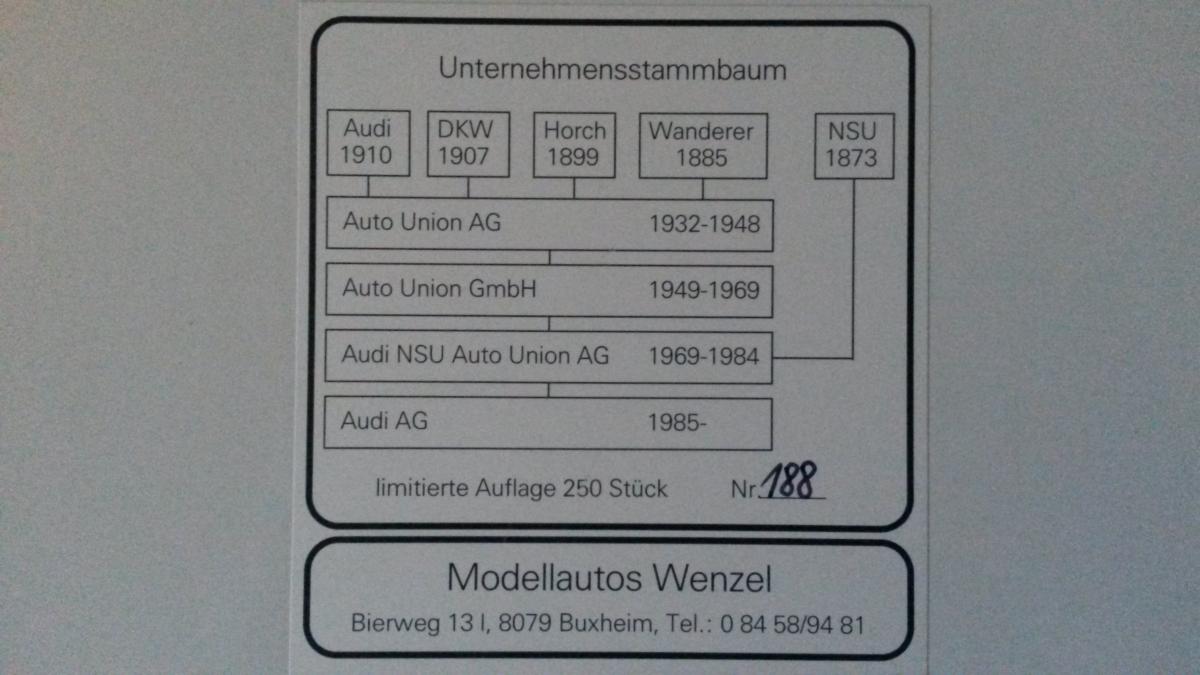 Unternehmensstammbaum
Audi DKW Horch Wanderer NSU
1910 1907 1899 1885 1873
Auto Union AG 1932-1948
Auto Union GmbH 1949-1969
Audi NSU Auto Union AG 1969-1984
Audi AG 1985-
limitierte Auflage 250 Stück Nr. 188
Modellautos Wenzel
Bierweg 13 l, 8079 Buxheim, Tel.: 0 84 58/94 81